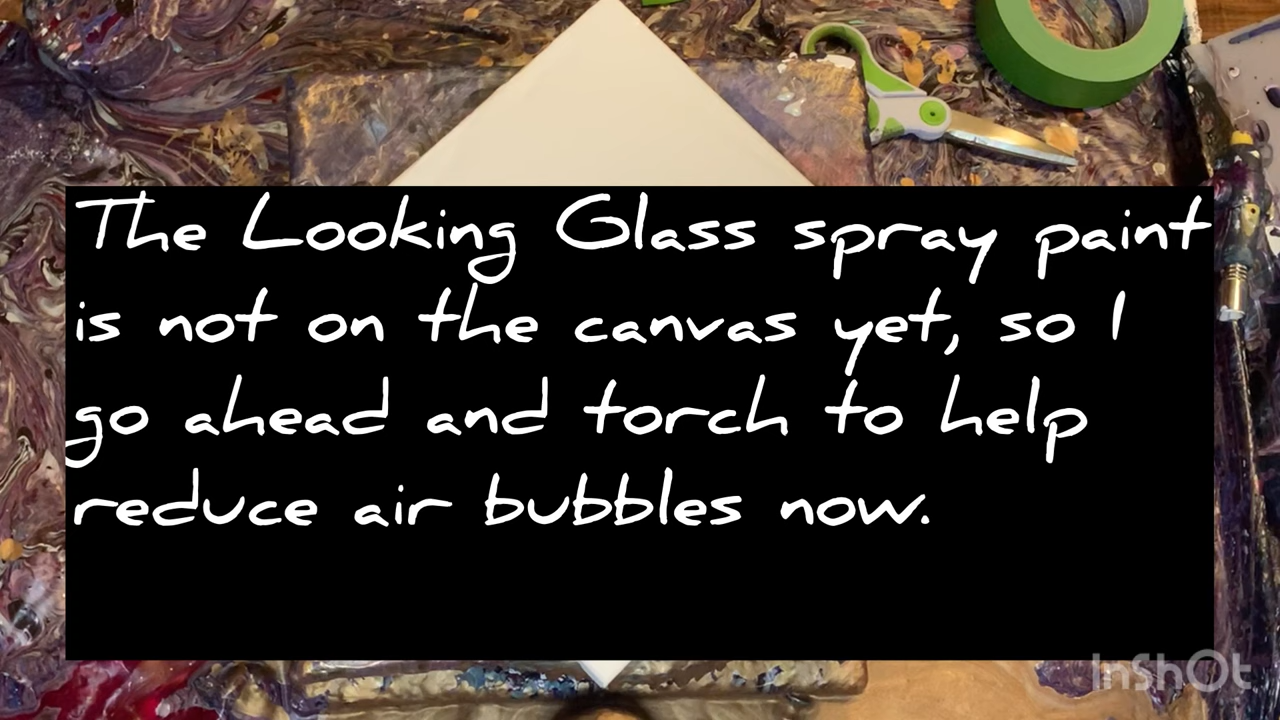 The Looking Glass spray paint
is not on the canvas yet, so I
go ahead and torch to help
reduce air bubbles now.
InShOt